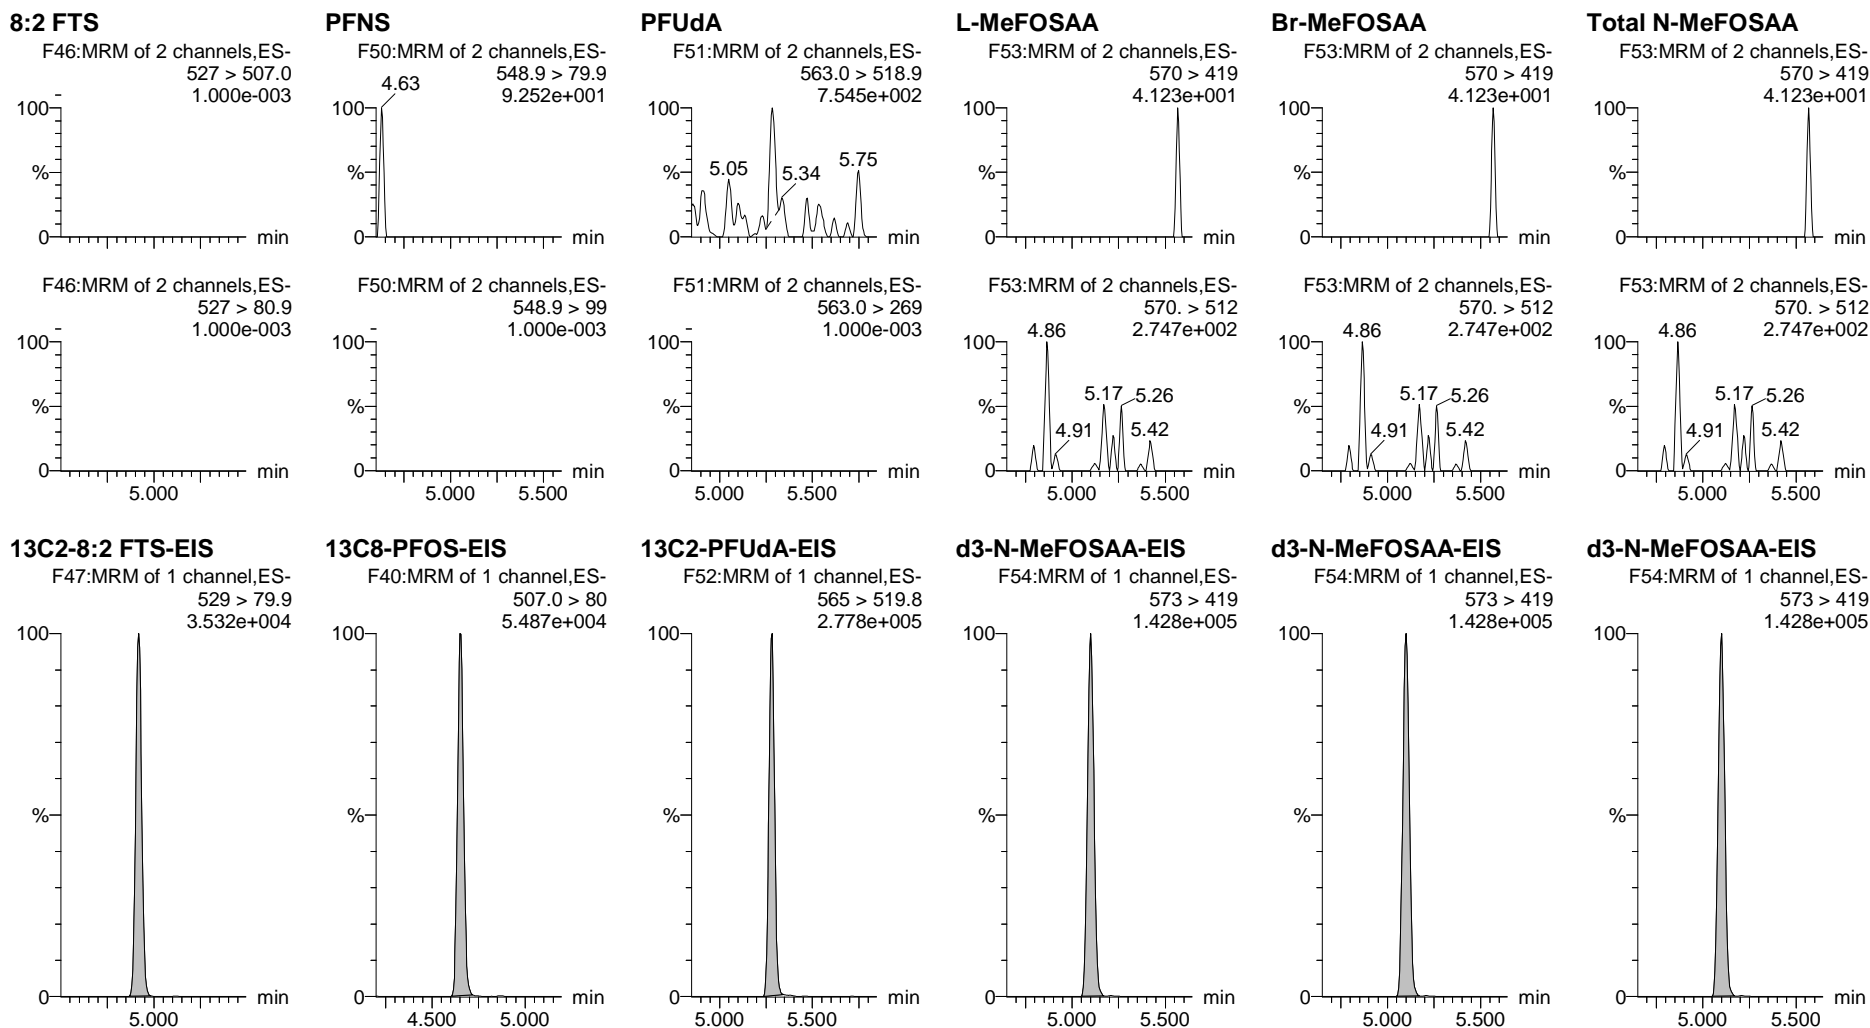 8:2 FTS
F46:MRM of 2 channels,ES-
527 > 507.0
1.000e-003
100
%
0
min
F46:MRM of 2 channels,ES-
527 > 80.9
1.000e-003
100
%
0
min
5.000
PFNS
F50:MRM of 2 channels,ES-
548.9 > 79.9
9.252e+001
4.63
100
%
0
min
F50:MRM of 2 channels,ES-
548.9 > 99
1.000e-003
100
%
0
min
5.000 5.500
PFUdA
F51:MRM of 2 channels,ES-
563.0 > 518.9
7.545e+002
100
5.05
5.34
5.75
%
0
min
F51:MRM of 2 channels,ES-
563.0 > 269
1.000e-003
100
%
0
min
5.000 5.500
L-MeFOSAA
F53:MRM of 2 channels,ES-
570 > 419
4.123e+001
100
%
0
min
F53:MRM of 2 channels,ES-
570. > 512
2.747e+002
4.86
100
5.17 5.26
%
4.91 5.42
0
min
5.000 5.500
Br-MeFOSAA
F53:MRM of 2 channels,ES-
570 > 419
4.123e+001
100
%
0
min
F53:MRM of 2 channels,ES-
570. > 512
2.747e+002
4.86
100
5.17 5.26
%
4.91 5.42
0
min
5.000 5.500
Total N-MeFOSAA
F53:MRM of 2 channels,ES-
570 > 419
4.123e+001
100
%
0
min
F53:MRM of 2 channels,ES-
570. > 512
2.747e+002
4.86
100
5.17 5.26
%
4.91 5.42
0
min
5.000 5.500
13C2-8:2 FTS-EIS
F47:MRM of 1 channel,ES-
529 > 79.9
3.532e+004
100
%
0
min
5.000
13C8-PFOS-EIS
F40:MRM of 1 channel,ES-
507.0 > 80
5.487e+004
100
%
0
min
4.500 5.000
13C2-PFUdA-EIS
F52:MRM of 1 channel,ES-
565 > 519.8
2.778e+005
100
%
0
min
5.000 5.500
d3-N-MeFOSAA-EIS
F54:MRM of 1 channel,ES-
573 > 419
1.428e+005
100
%
0
min
5.000 5.500
d3-N-MeFOSAA-EIS
F54:MRM of 1 channel,ES-
573 > 419
1.428e+005
100
%
0
min
5.000 5.500
d3-N-MeFOSAA-EIS
F54:MRM of 1 channel,ES-
573 > 419
1.428e+005
100
%
0
min
5.000 5.500